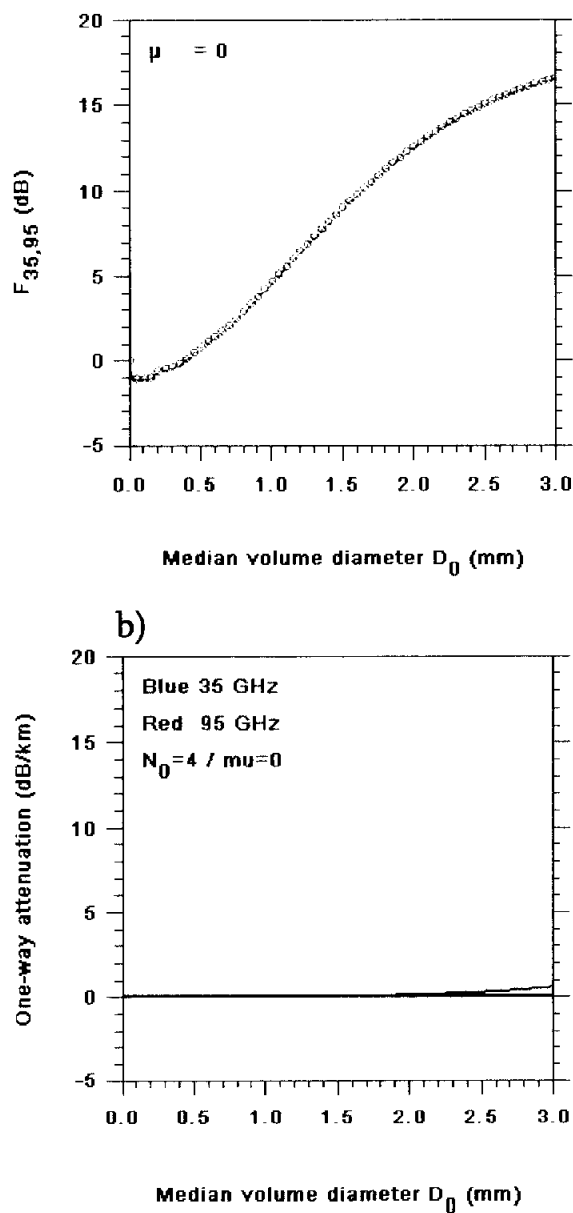 20
μ = 0
15
10
5
0
-5
F35,95 (dB)
0.0 0.5 1.0 1.5 2.0 2.5 3.0
Median volume diameter D0 (mm)
b)
20
Blue 35 GHz
Red 95 GHz
N0=4 / mu=0
15
10
5
0
-5
One-way attenuation (dB/km)
0.0 0.5 1.0 1.5 2.0 2.5 3.0
Median volume diameter D0 (mm)